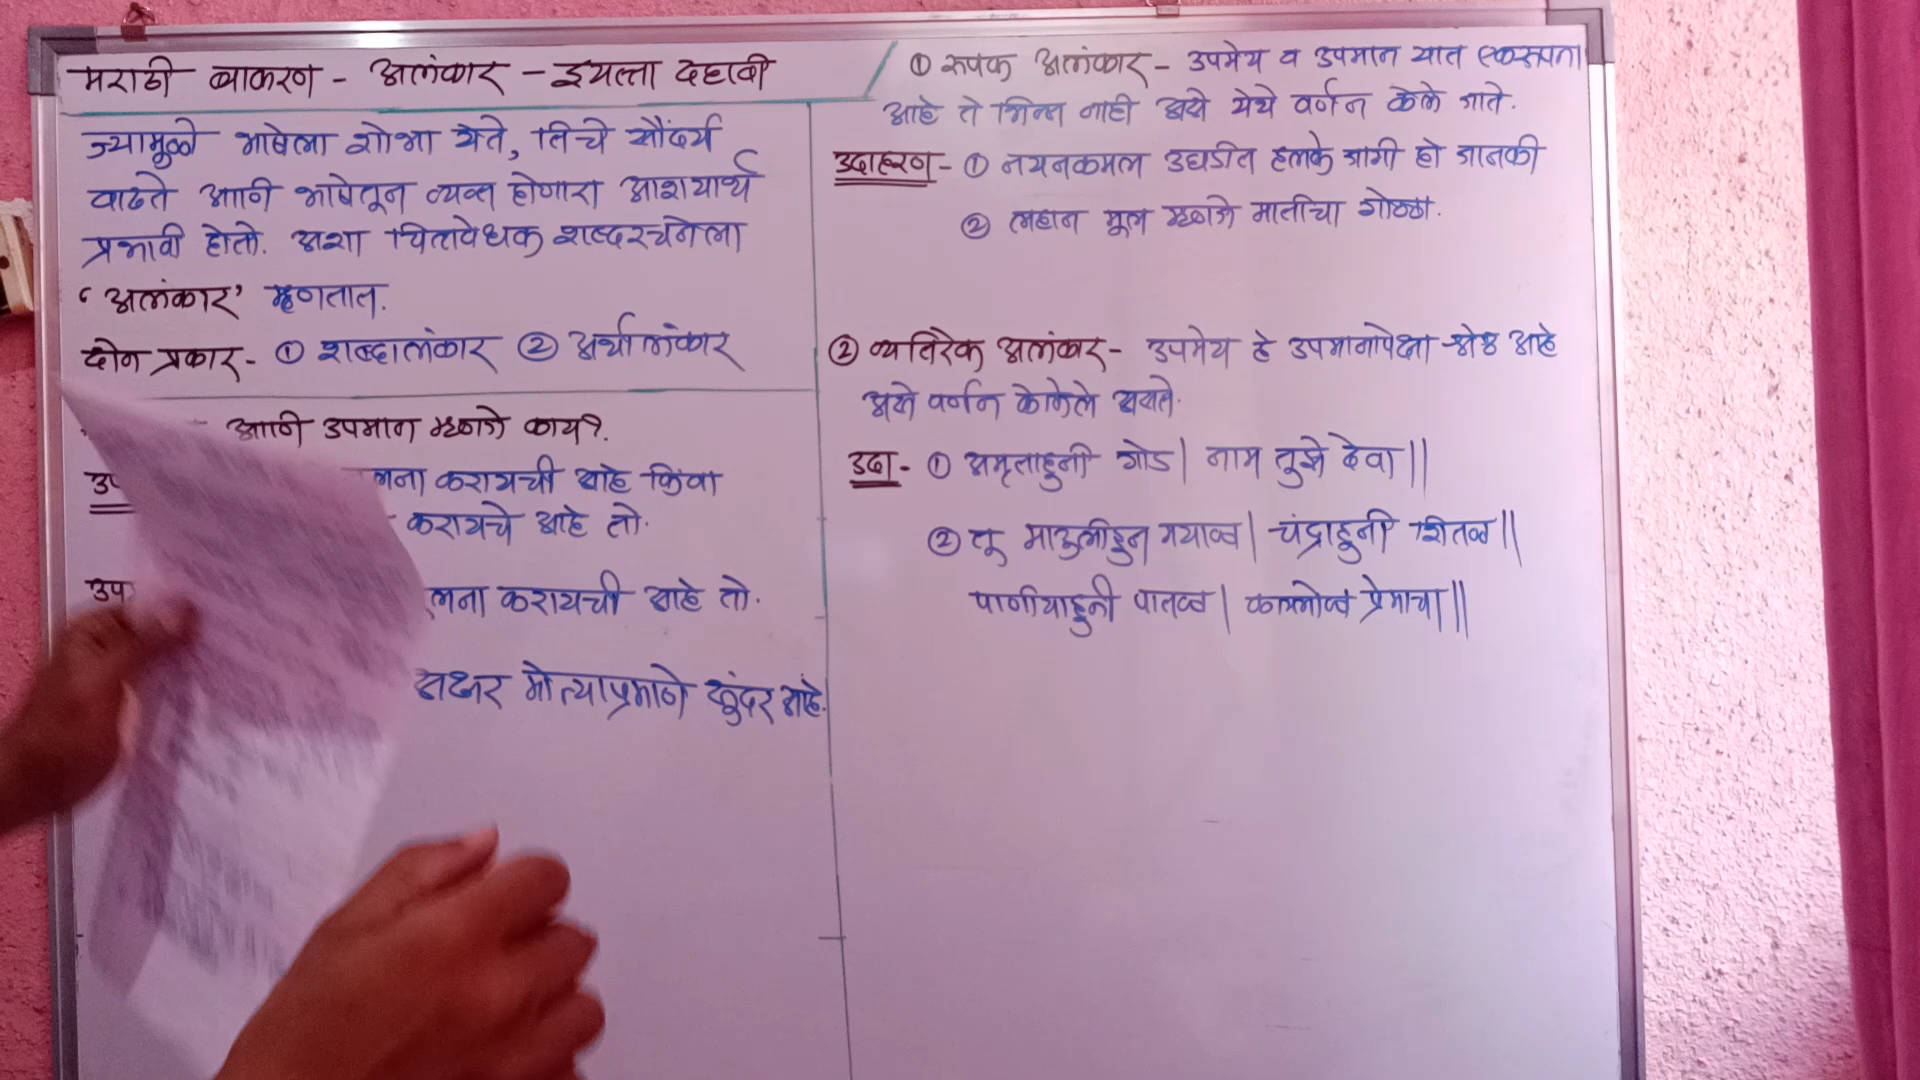 मराठी व्याकरण - अलंकार - इयत्ता दहावी
ज्यामुळे भाषेला शोभा येते, तिचे सौंदर्य
वाढते आणि भाषेतून व्यक्त होणारा आशयार्थ
प्रभावी होतो. अशा चित्तवेधक शब्दरचनेला
‘अलंकार’ म्हणतात.
दोन प्रकार- ① शब्दालंकार ② अर्थालंकार
आणि उपमान म्हणजे काय?
करायची आहे किंवा
करायचे आहे तो.
करायची आहे तो.
अक्षर मोत्याप्रमाणे सुंदर आहे.
① रूपक अलंकार - उपमेय व उपमान यात एकरूपता
आहे ते भिन्न नाही असे येथे वर्णन केले जाते.
उदाहरण - ① नयनकमल उघडीत हलके जागी हो जानकी
② लहान मूल म्हणजे मातीचा गोळा.
② व्यतिरेक अलंकार - उपमेय हे उपमानापेक्षा श्रेष्ठ आहे
असे वर्णन केलेले असते.
उदा - ① अमृताहुनी गोड| नाम तुझे देवा||
② तू माऊलीहुन मयाळ| चंद्राहुनी शितळ||
पाणीयाहुनी पातळ| कल्लोळ प्रेमाचा||